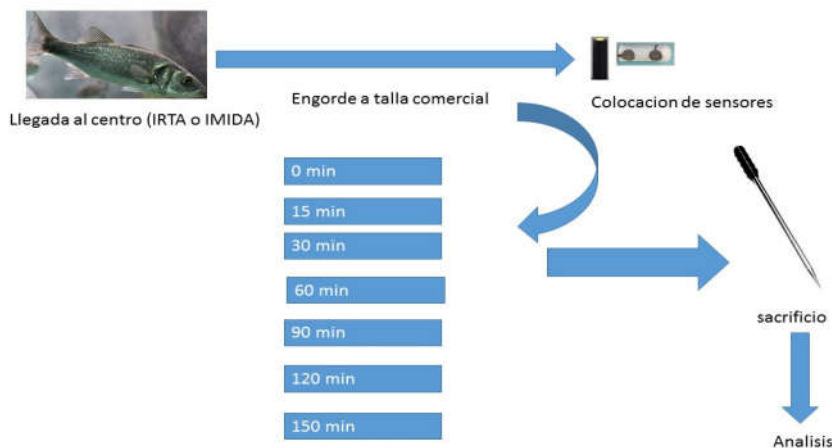 Llegada al centro (IRTA o IMIDA)
Engorde a talla comercial
Colocacion de sensores
0 min
15 min
30 min
60 min
90 min
120 min
150 min
sacrificio
Analisis